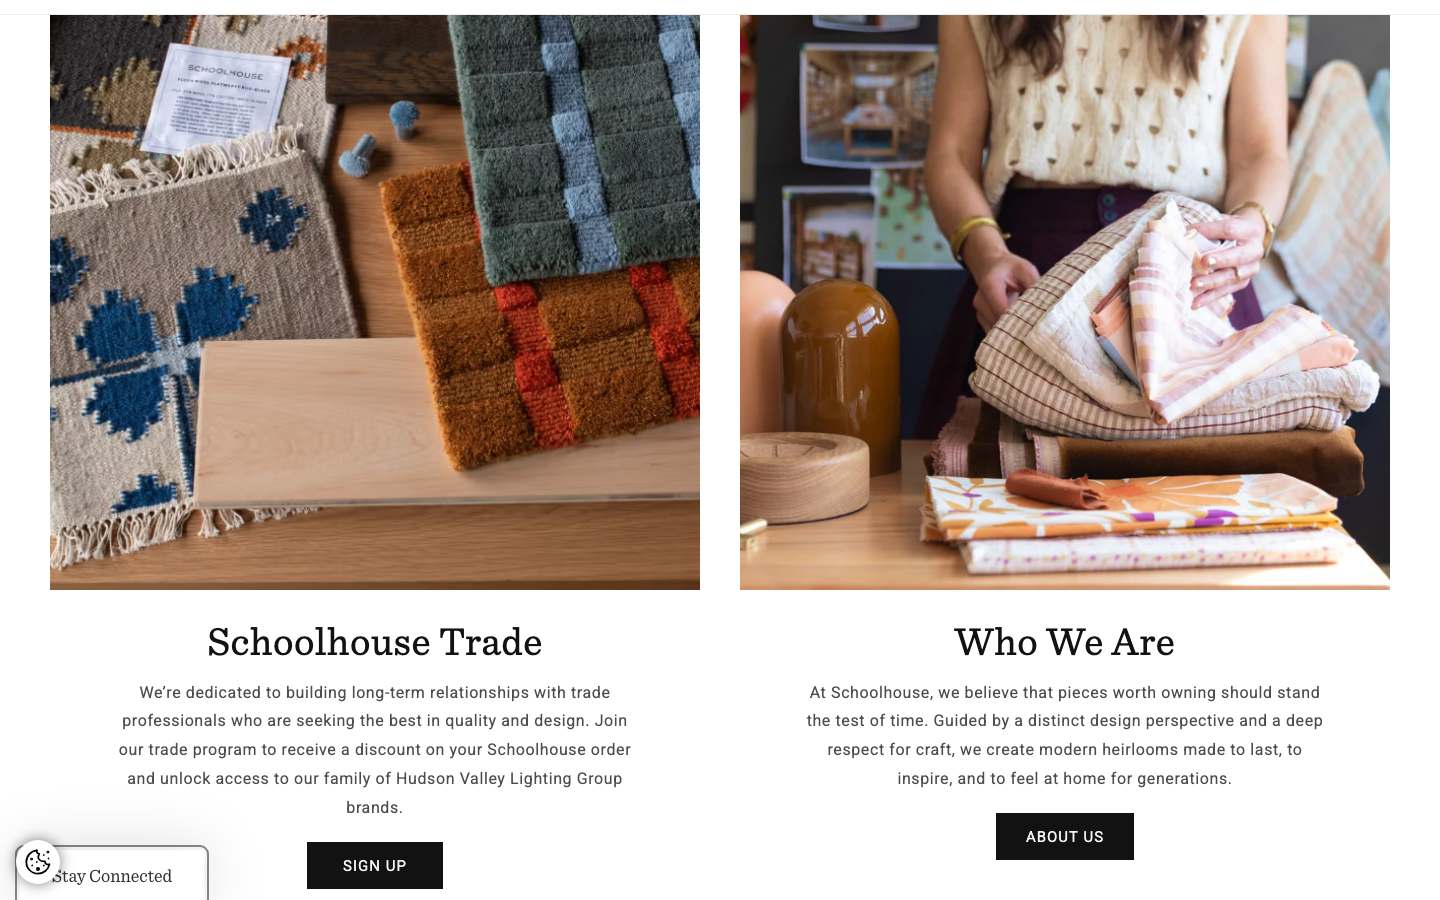 SCHOOLHOUSE
Schoolhouse Trade
We’re dedicated to building long-term relationships with trade
professionals who are seeking the best in quality and design. Join
our trade program to receive a discount on your Schoolhouse order
and unlock access to our family of Hudson Valley Lighting Group
brands.
SIGN UP
Who We Are
At Schoolhouse, we believe that pieces worth owning should stand
the test of time. Guided by a distinct design perspective and a deep
respect for craft, we create modern heirlooms made to last, to
inspire, and to feel at home for generations.
ABOUT US
Stay Connected